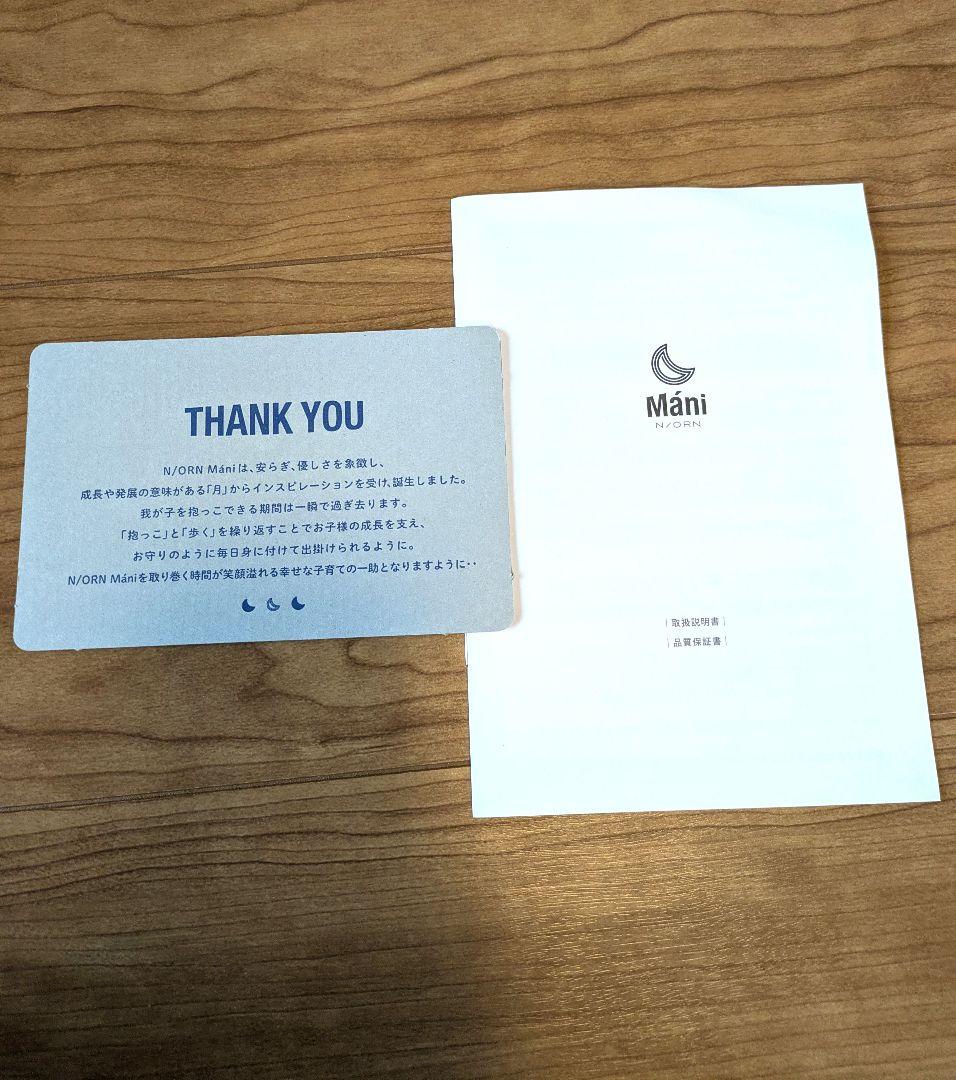 THANK YOU
N/ORN Mániは、安らぎ、優しさを象徴し、
成長や発展の意味がある「月」からインスピレーションを受け、誕生しました。
我が子を抱っこできる期間は一瞬で過ぎ去ります。
「抱っこ」と「歩く」を繰り返すことでお子様の成長を支え、
お守りのように毎日身に付けて出掛けられるように。
N/ORN Mániを取り巻く時間が笑顔溢れる幸せな子育ての一助となりますように‥
Máni
N/ORN
| 取扱説明書 |
| 品質保証書 |